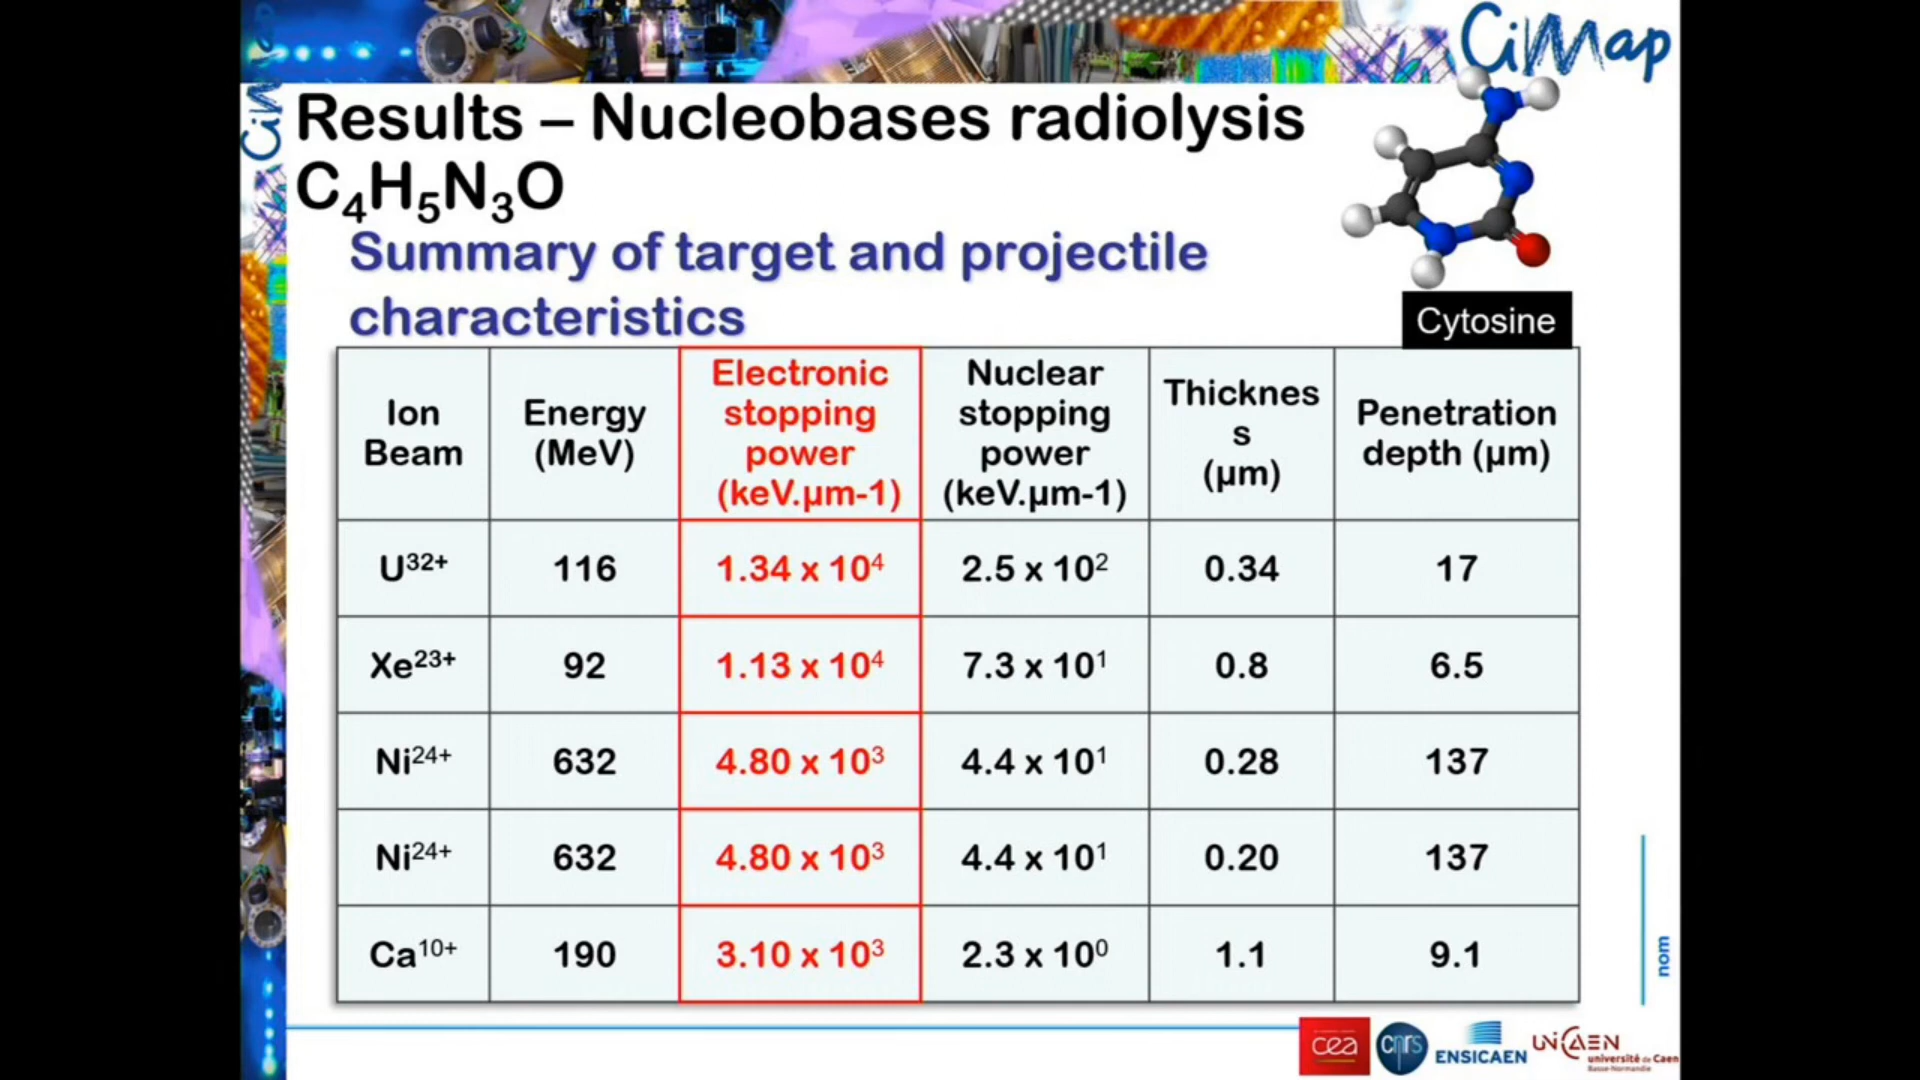 CiMap
CiM
Results – Nucleobases radiolysis
C₄H₅N₃O
Summary of target and projectile
characteristics
Cytosine
Ion
Beam
Energy
(MeV)
Electronic
stopping
power
(keV.µm-1)
Nuclear
stopping
power
(keV.µm-1)
Thicknes
s
(µm)
Penetration
depth (µm)
U³²⁺ 116 1.34 x 10⁴ 2.5 x 10² 0.34 17
Xe²³⁺ 92 1.13 x 10⁴ 7.3 x 10¹ 0.8 6.5
Ni²⁴⁺ 632 4.80 x 10³ 4.4 x 10¹ 0.28 137
Ni²⁴⁺ 632 4.80 x 10³ 4.4 x 10¹ 0.20 137
Ca¹⁰⁺ 190 3.10 x 10³ 2.3 x 10⁰ 1.1 9.1
nom
cea
cnrs
ENSICAEN
UNICAEN
université de Caen
Basse-Normandie